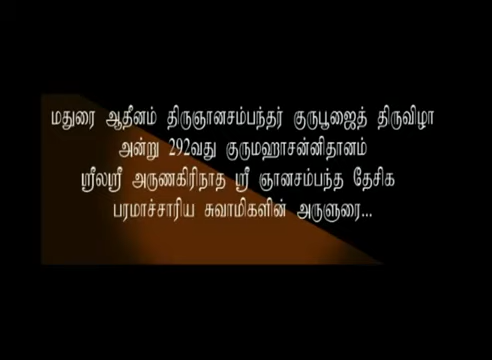 மதுரை ஆதீனம் திருஞானசம்பந்தர் குருபூஜைத் திருவிழா
அன்று 292வது குருமஹாசன்னிதானம்
ஸ்ரீலஸ்ரீ அருணகிரிநாத ஸ்ரீ ஞானசம்பந்த தேசிக
பரமாச்சாரிய சுவாமிகளின் அருளுரை...